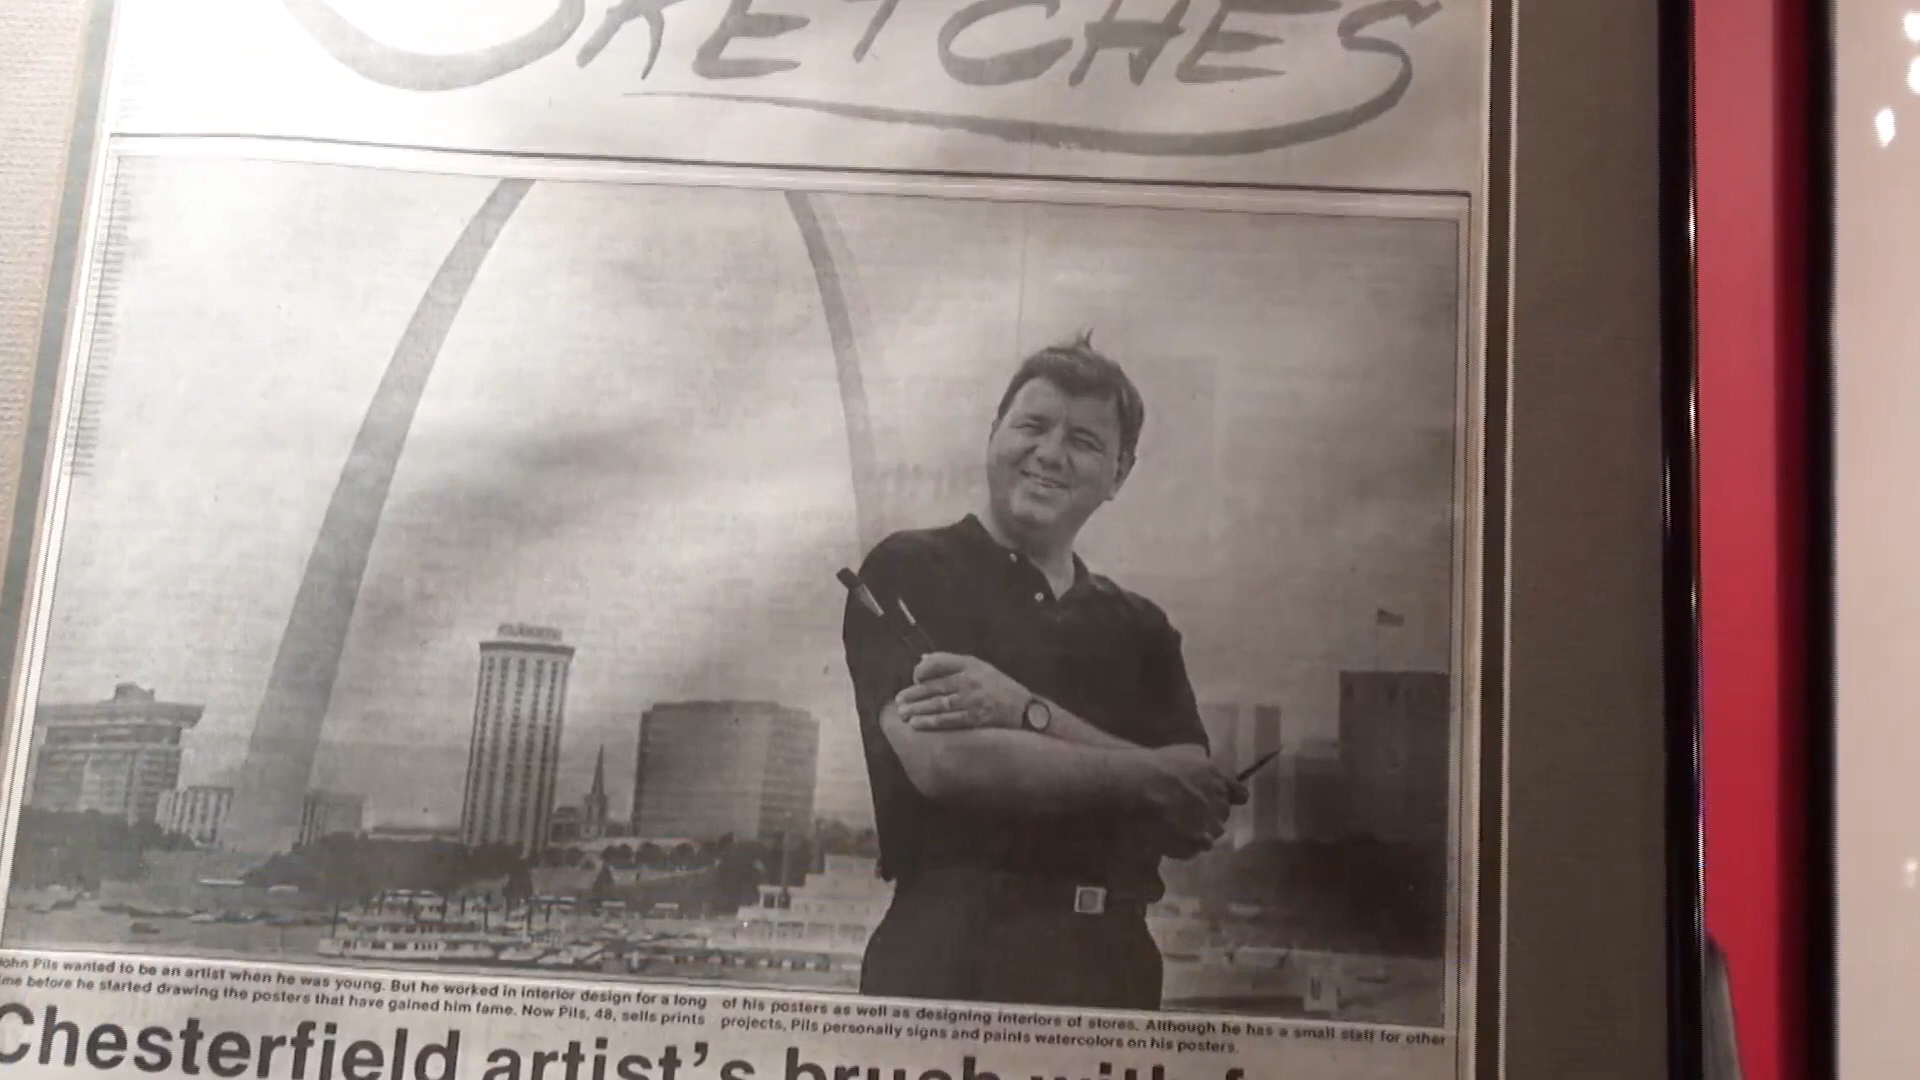 SKETCHES
John Pils wanted to be an artist when he was young. But he worked in interior design for a long
time before he started drawing the posters that have gained him fame. Now Pils, 48, sells prints
of his posters as well as designing interiors of stores. Although he has a small staff for other
projects, Pils personally signs and paints watercolors on his posters.
Chesterfield artist's brush with